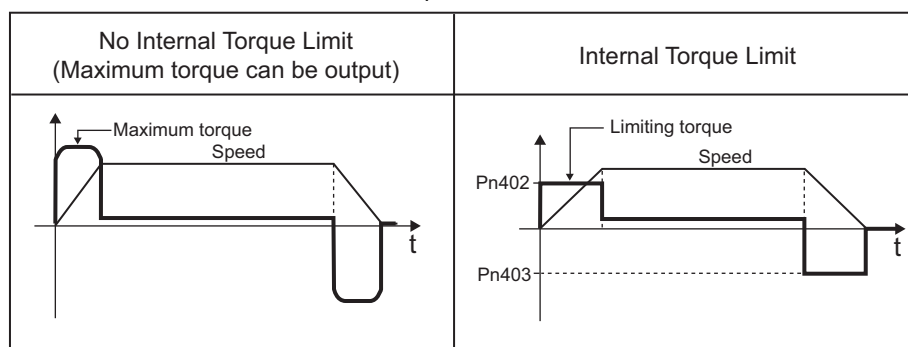 No Internal Torque Limit
(Maximum torque can be output)
Internal Torque Limit
Maximum torque
Speed
t
Limiting torque
Speed
Pn402
t
Pn403